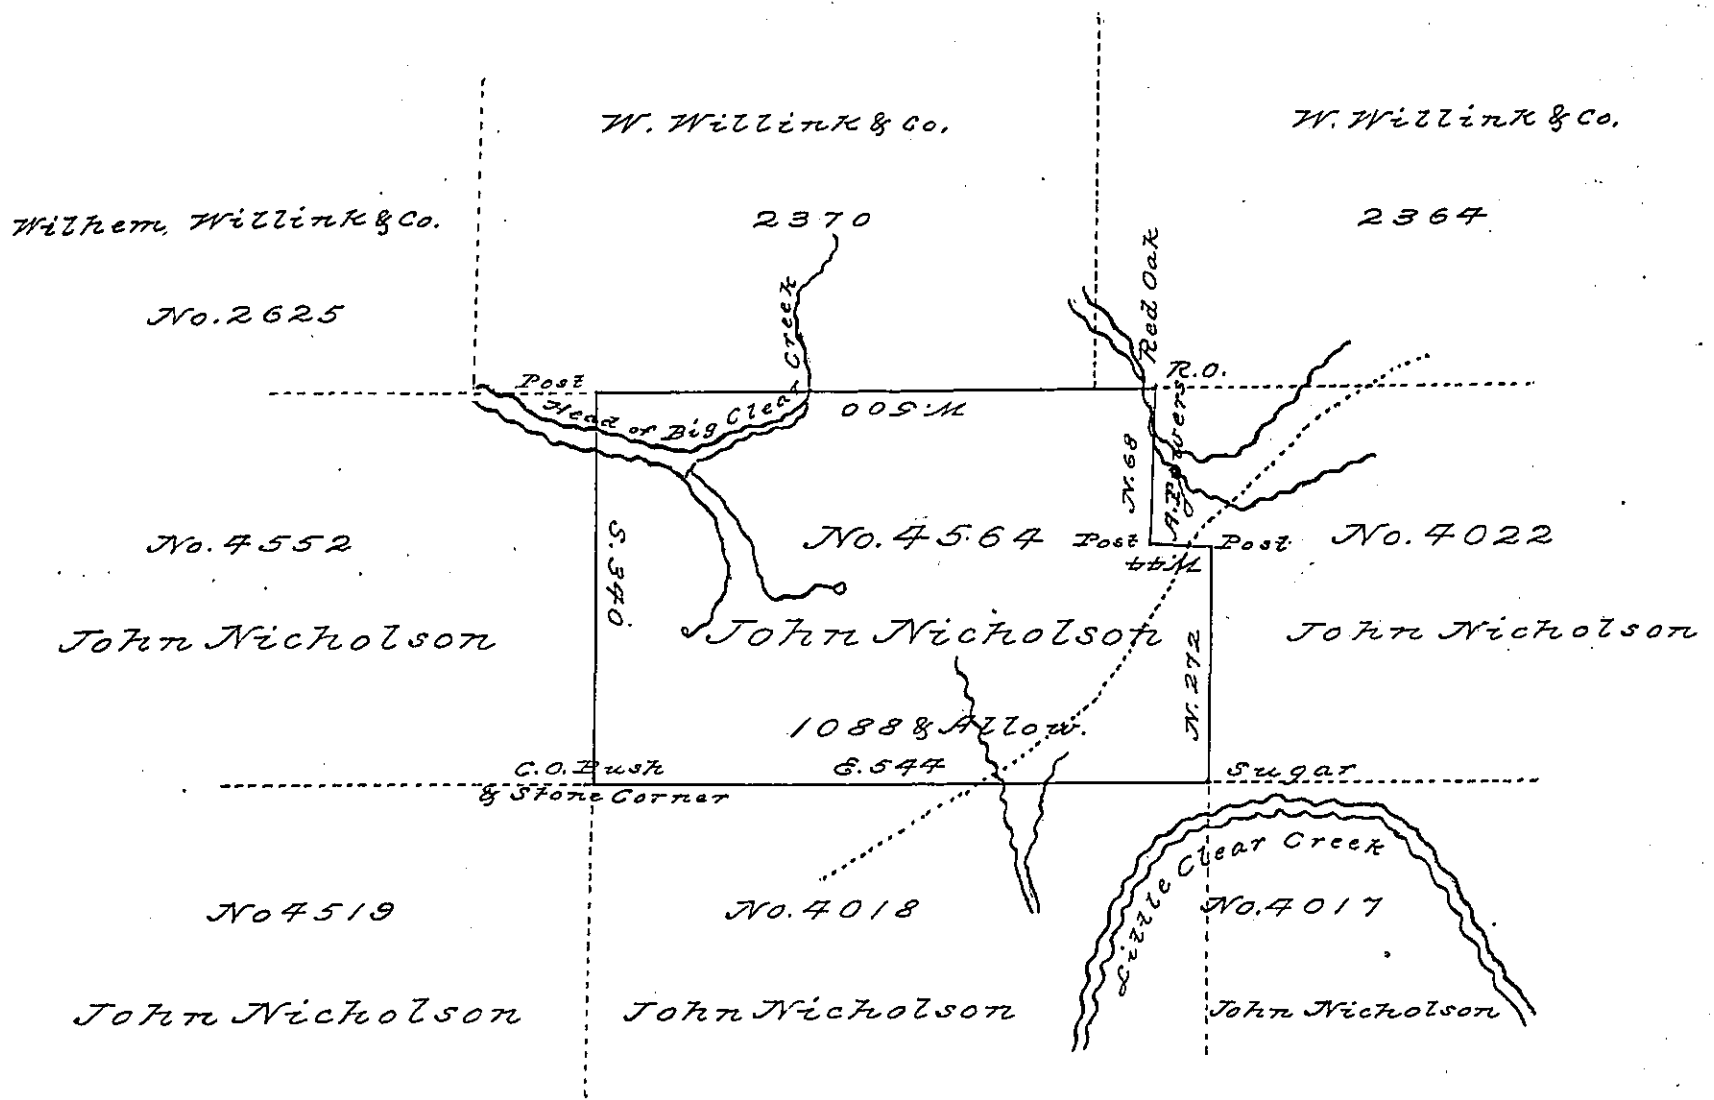 W. Willink & Co.
W. Willink & Co.
Wilhem, Willink & Co.
2370
2364
No. 2625
Creek
Red Oak
Post
R.O.
Head of Big Clear
W. 500
N. 68
A. Powers
No. 4552
S. 340
No. 4564
Post
Post
No. 4022
W. 44
John Nicholson
John Nicholson
John Nicholson
N. 272
1088 & Allow.
C.O. Bush
E. 544
Sugar
& Stone Corner
Little Clear Creek
No 4519
No. 4018
No. 4017
John Nicholson
John Nicholson
John Nicholson